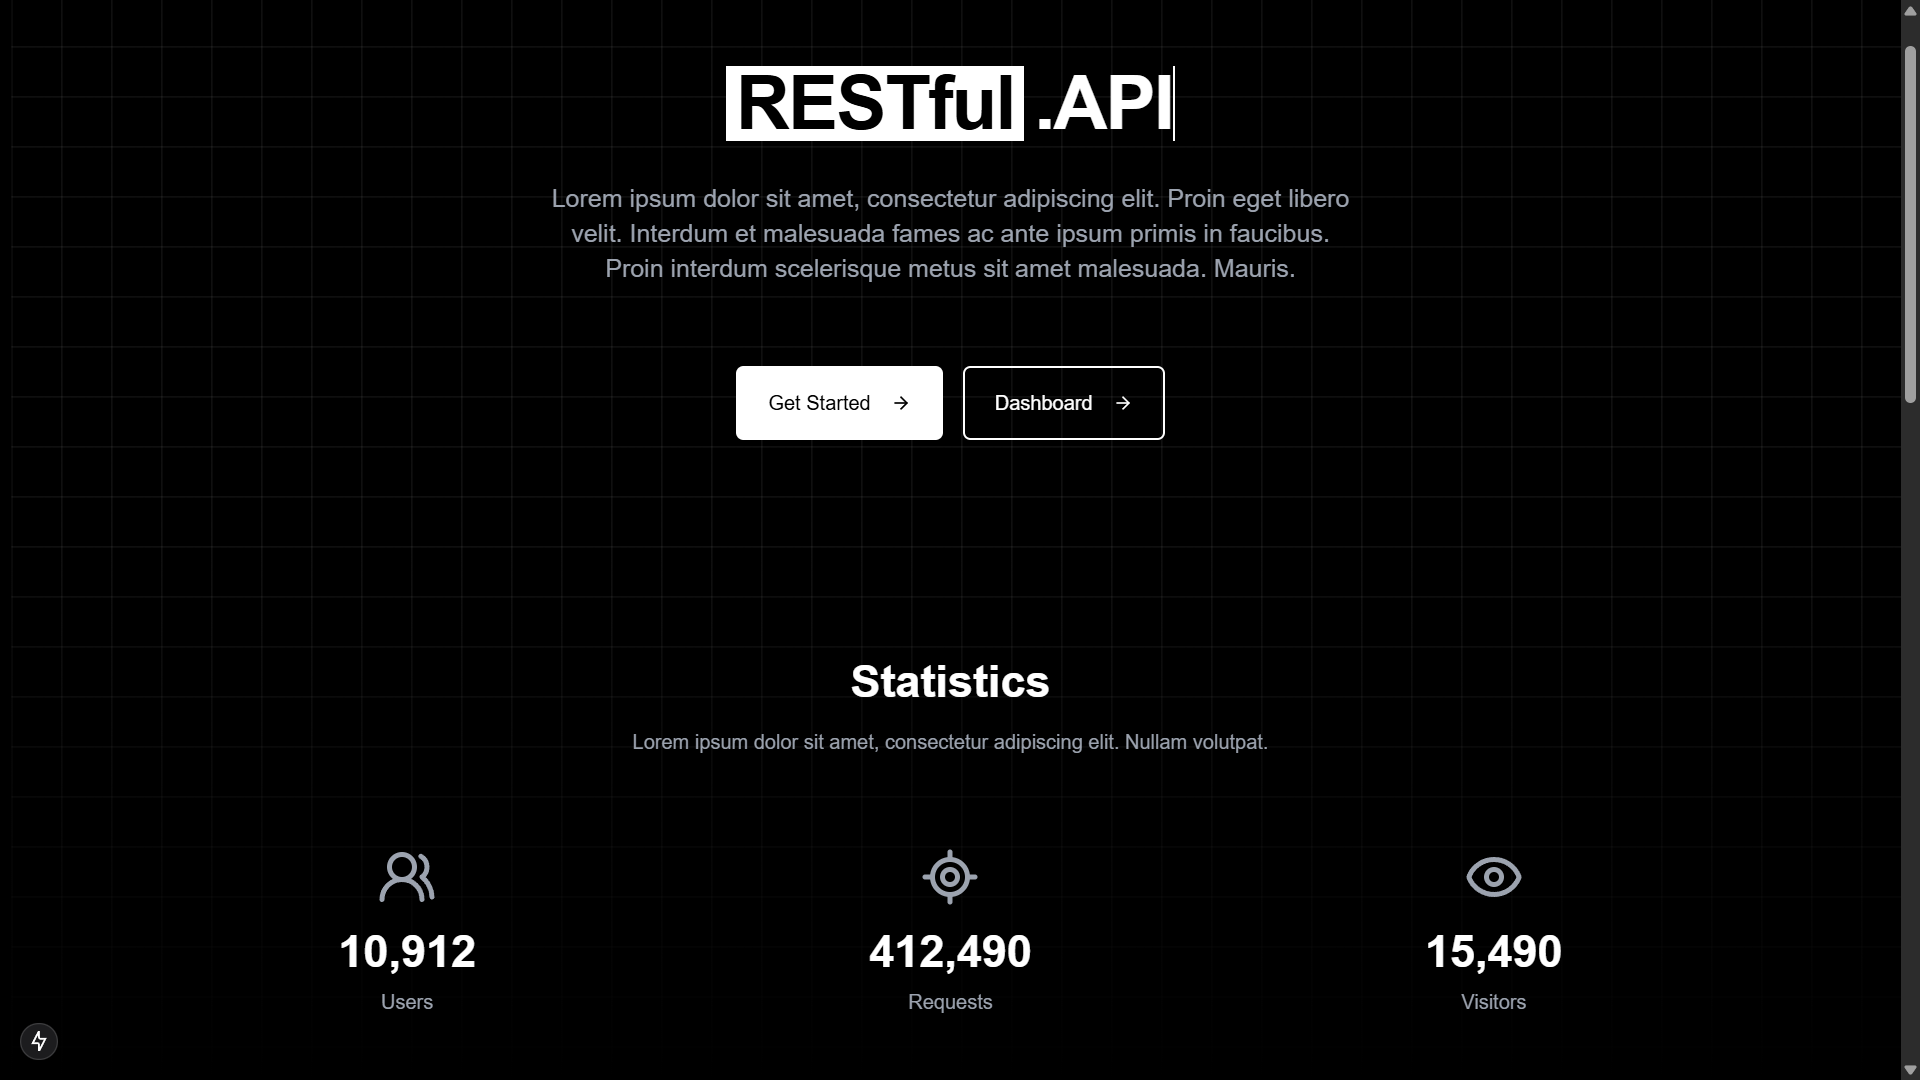 RESTful .API
Lorem ipsum dolor sit amet, consectetur adipiscing elit. Proin eget libero
velit. Interdum et malesuada fames ac ante ipsum primis in faucibus.
Proin interdum scelerisque metus sit amet malesuada. Mauris.
Get Started Dashboard
Statistics
Lorem ipsum dolor sit amet, consectetur adipiscing elit. Nullam volutpat.
10,912 412,490 15,490
Users Requests Visitors